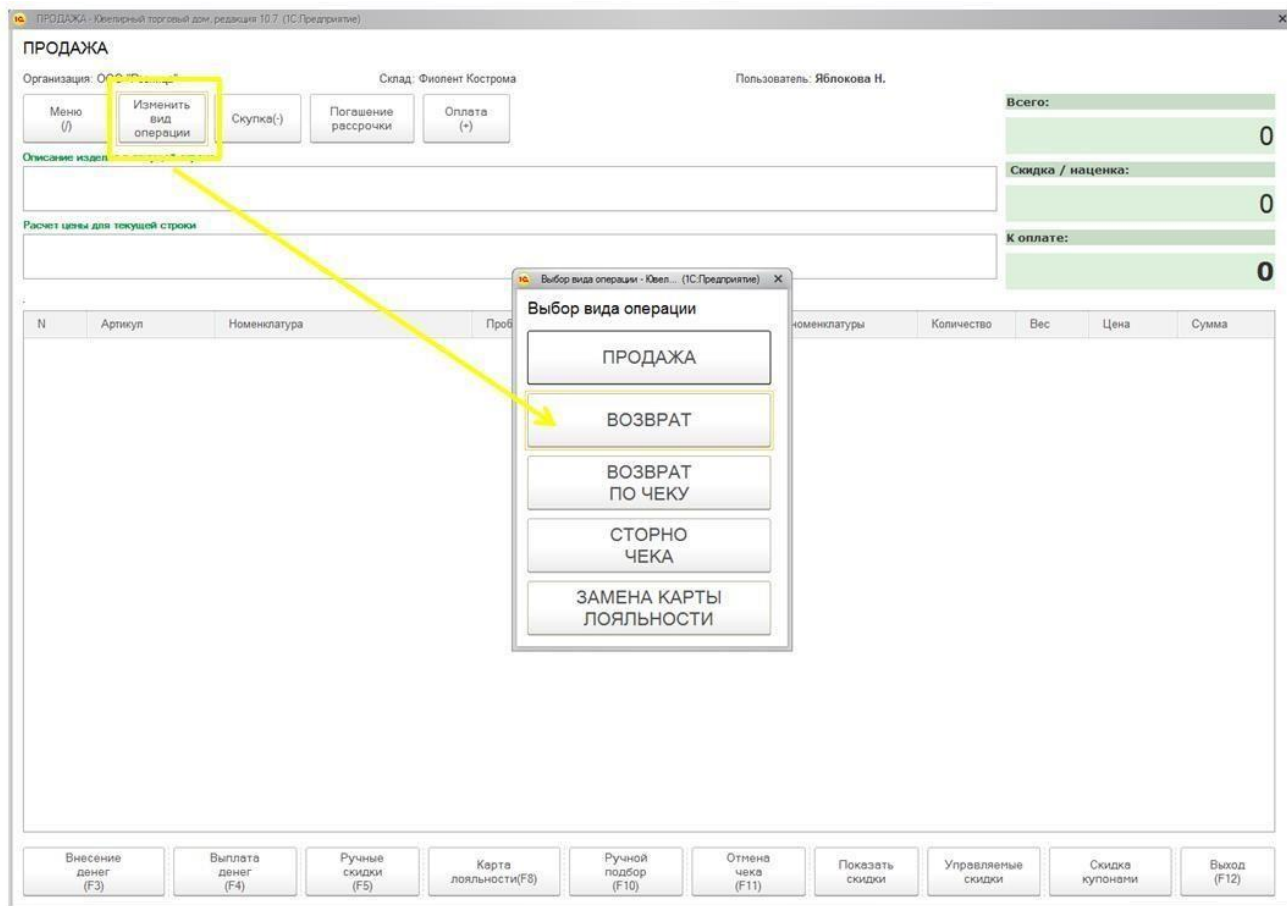 ПРОДАЖА - Ювелирный торговый дом, редакция 10.7 (1С:Предприятие)
ПРОДАЖА
Организация: ООО
Склад: Фиолент Кострома
Пользователь: Яблокова Н.
Меню
(/)
Изменить
вид
операции
Скупка(-)
Погашение
рассрочки
Оплата
(+)
Всего:
0
Описание
Скидка / наценка:
0
Расчет цены для текущей строки
К оплате:
0
Выбор вида операции - Ювел... (1С:Предприятие)
Выбор вида операции
N Артикул Номенклатура Проб номенклатуры Количество Вес Цена Сумма
ПРОДАЖА
ВОЗВРАТ
ВОЗВРАТ
ПО ЧЕКУ
СТОРНО
ЧЕКА
ЗАМЕНА КАРТЫ
ЛОЯЛЬНОСТИ
Внесение
денег
(F3)
Выплата
денег
(F4)
Ручные
скидки
(F5)
Карта
лояльности(F8)
Ручной
подбор
(F10)
Отмена
чека
(F11)
Показать
скидки
Управляемые
скидки
Скидка
купонами
Выход
(F12)